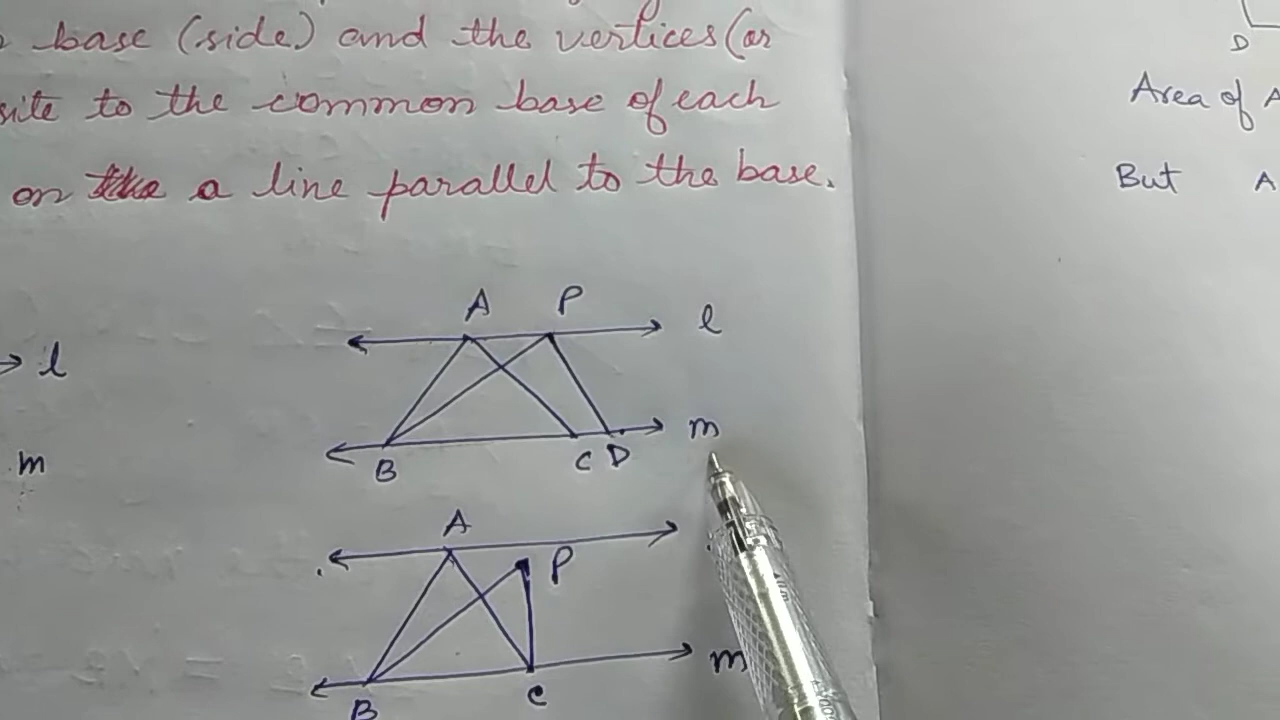 base (side) and the vertices (or
site to the common base of each
on a line parallel to the base.
D
Area of A
But A
A P l
l
m
B C D
m
A
P
m
B C